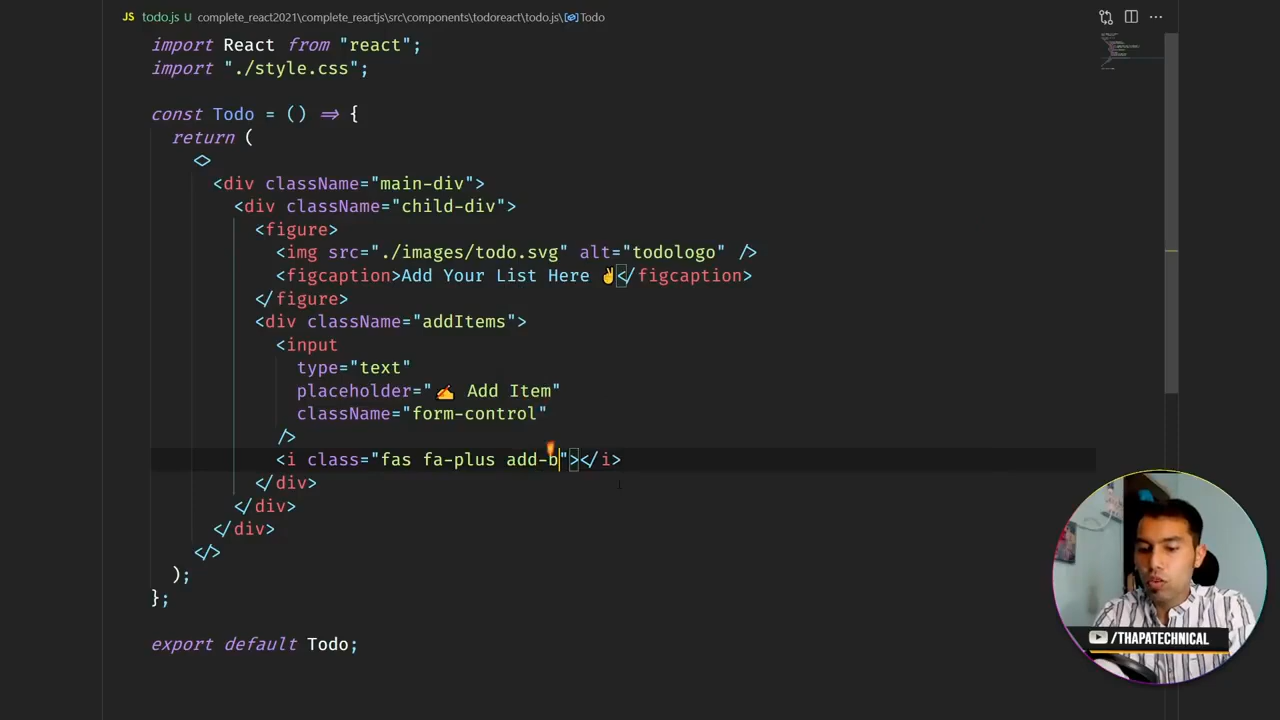 JS todo.js U complete_react2021\complete_reactjs\src\components\todoreact\todo.js\Todo
import React from "react";
import "./style.css";
const Todo = () => {
return (
<>
<div className="main-div">
<div className="child-div">
<figure>
<img src="./images/todo.svg" alt="todologo" />
<figcaption>Add Your List Here ✌</figcaption>
</figure>
<div className="addItems">
<input
type="text"
placeholder="✍ Add Item"
className="form-control"
/>
<i class="fas fa-plus add-b"></i>
</div>
</div>
</div>
</>
);
};
export default Todo;
/THAPATECHNICAL